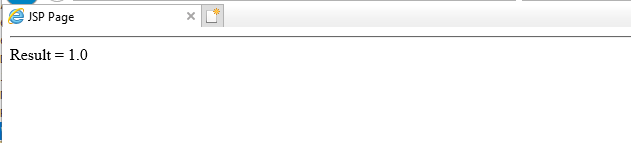 JSP Page
Result = 1.0